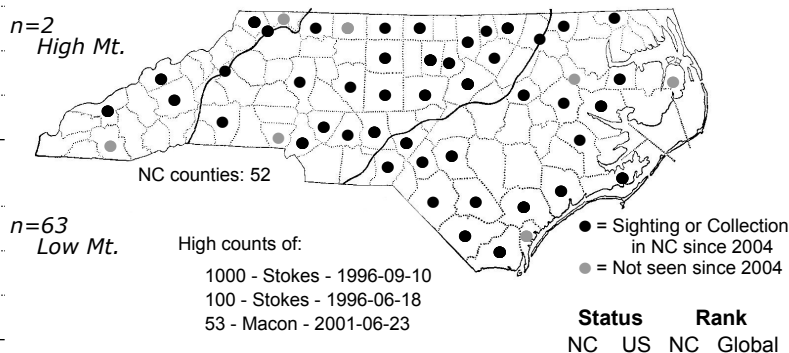 n=2
High Mt.
NC counties: 52
n=63
Low Mt.
High counts of:
1000 - Stokes - 1996-09-10
100 - Stokes - 1996-06-18
53 - Macon - 2001-06-23
= Sighting or Collection
in NC since 2004
= Not seen since 2004
Status Rank
NC US NC Global